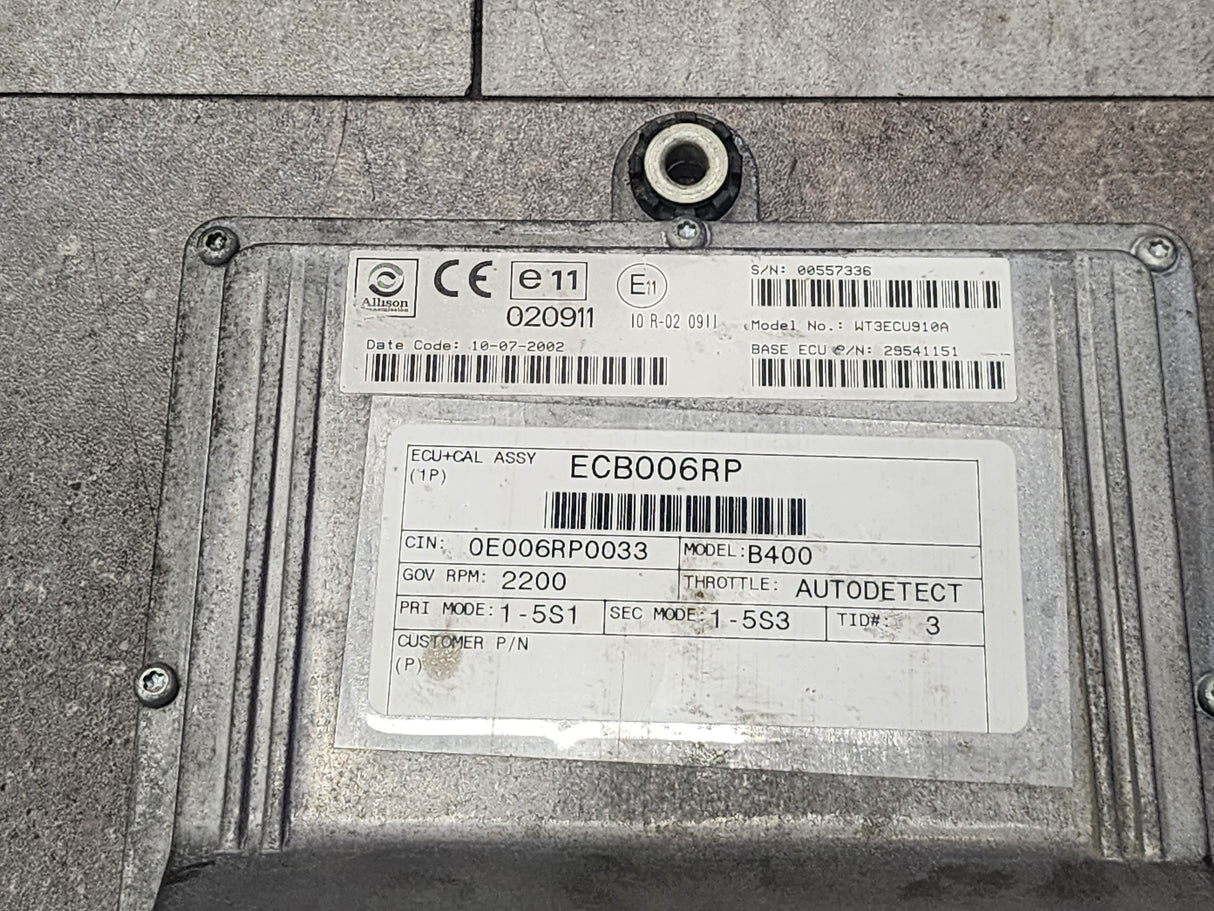 Allison
CE e11 E11
020911 10 R-02 0911
Date Code: 10-07-2002
S/N: 00557336
Model No.: WT3ECU910A
BASE ECU P/N: 29541151
ECU+CAL ASSY ECB006RP
(1P)
CIN: 0E006RP0033 MODEL: B400
GOV RPM: 2200 THROTTLE: AUTODETECT
PRI MODE: 1-5S1 SEC MODE: 1-5S3 TID#: 3
CUSTOMER P/N
(P)